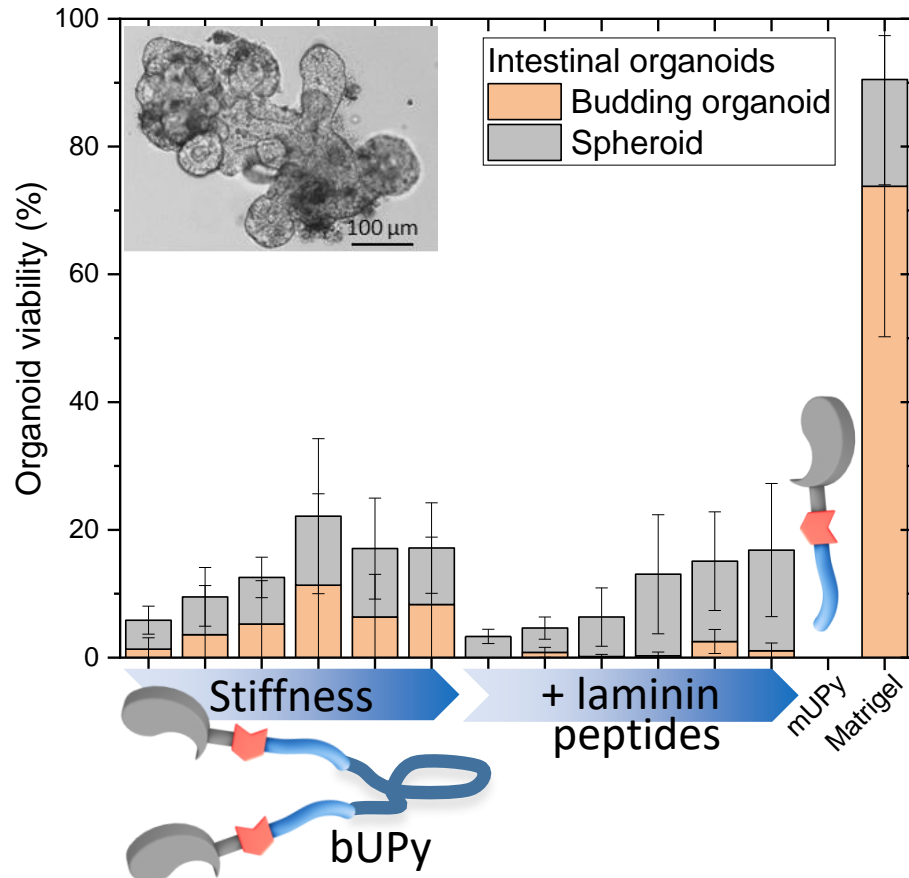 Organoid viability (%)
100
80
60
40
20
0
100 µm
Intestinal organoids
Budding organoid
Spheroid
Stiffness
+ laminin
peptides
mUPy
Matrigel
bUPy